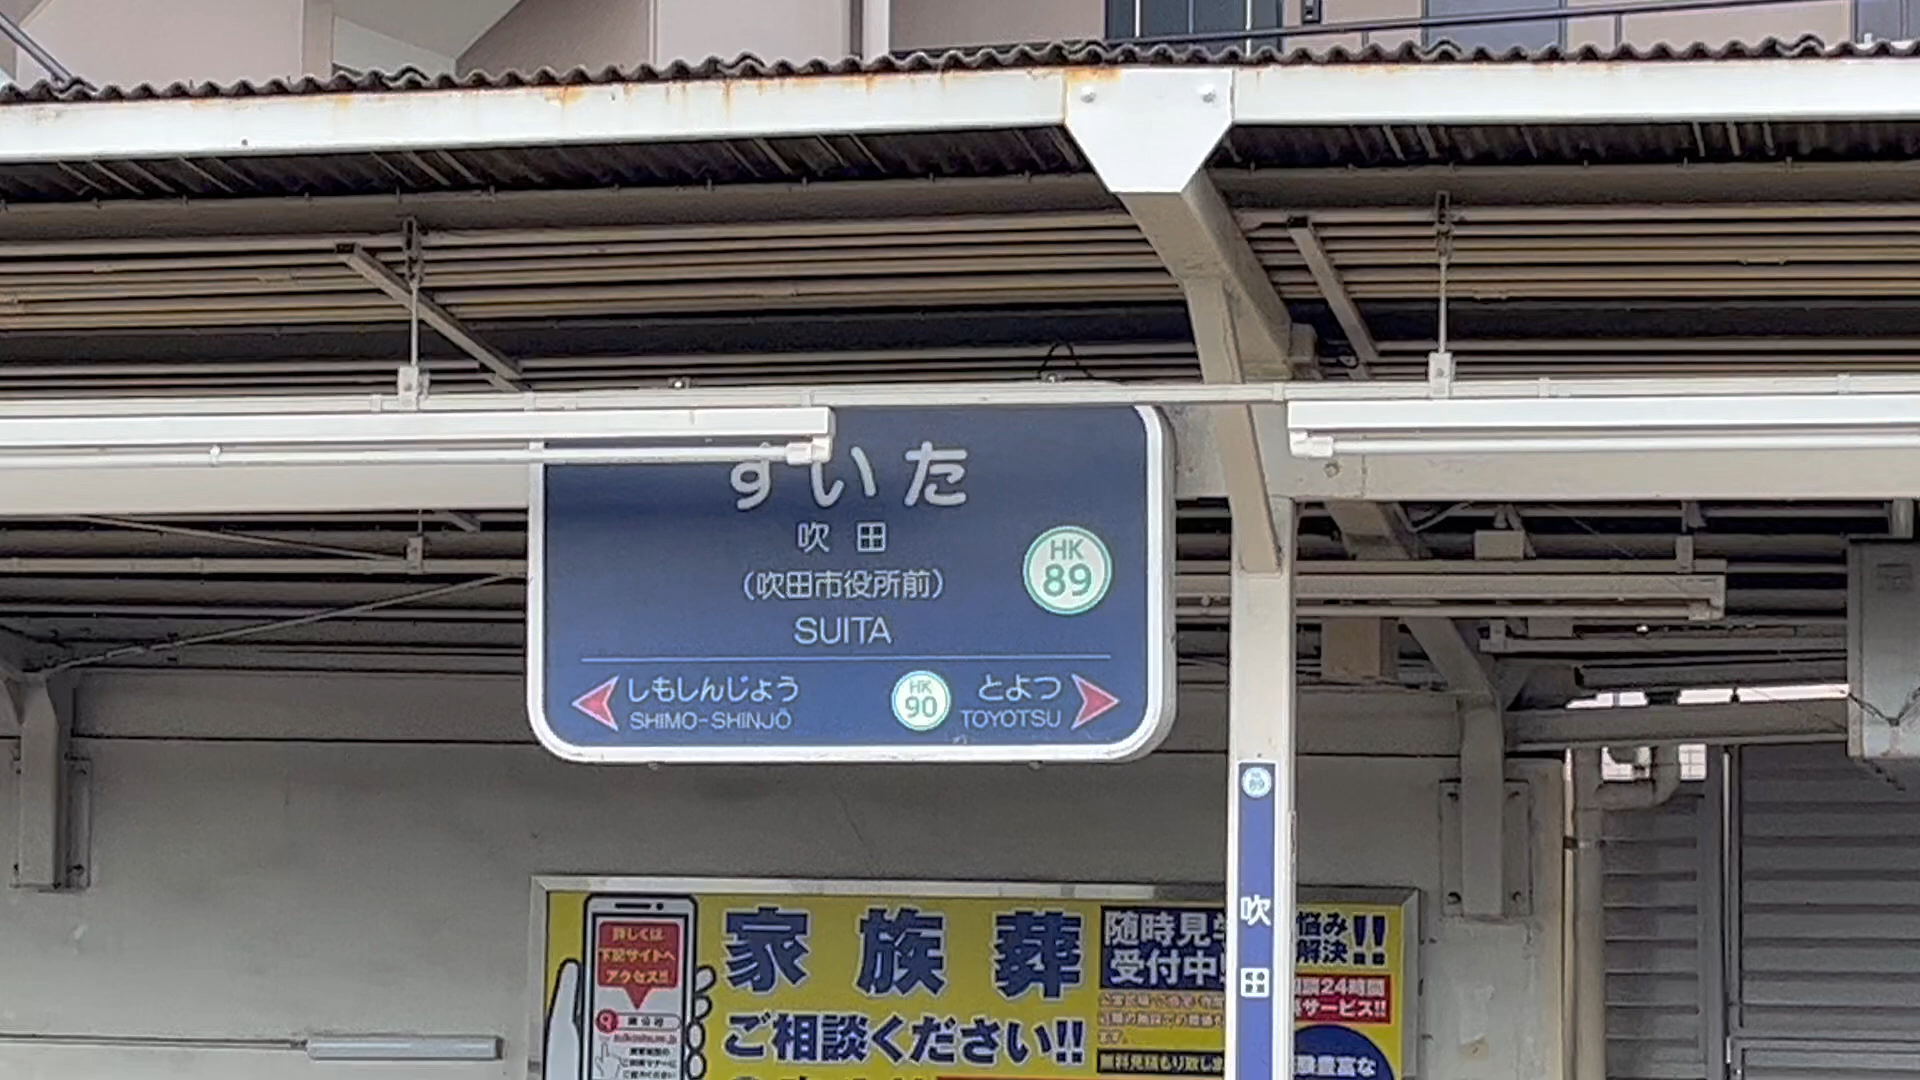 すいた
吹田
(吹田市役所前)
SUITA
HK
89
しもしんじょう
SHIMO-SHINJŌ
HK
90
とよつ
TOYOTSU
89
吹田
家族葬
ご相談ください!!
詳しくは
下記サイトへ
アクセス!!
随時見学
受付中!
悩み
解決!!
24時間
サービス!!
無料見積もり致しま
豊富な